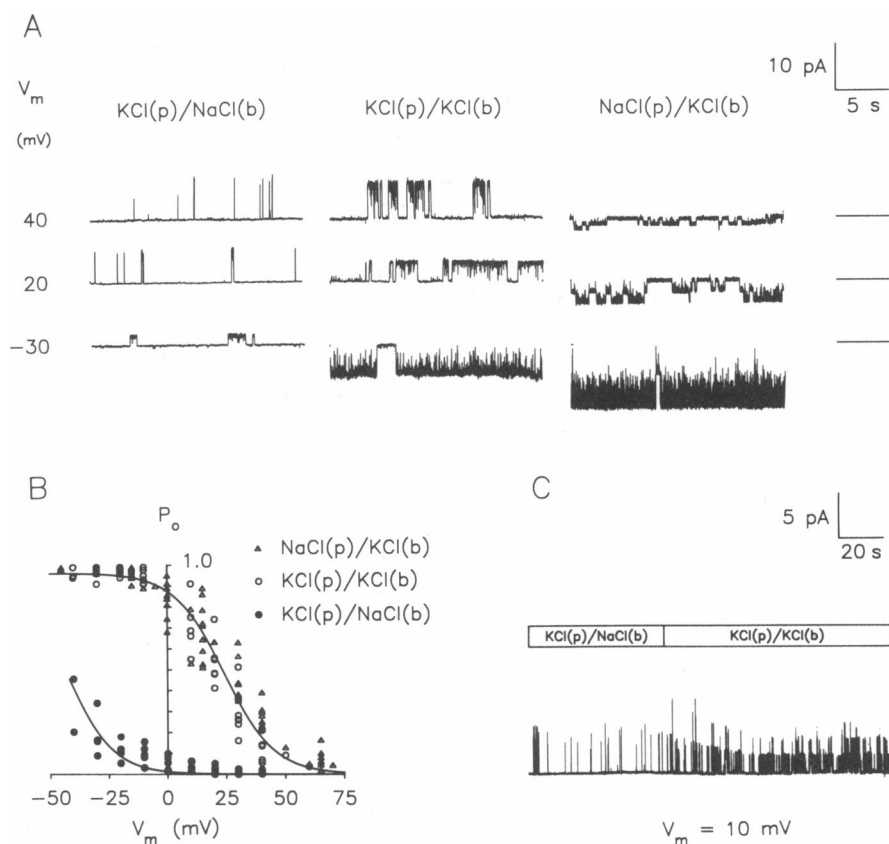 A
V_m
(mV)
KCl(p)/NaCl(b)
KCl(p)/KCl(b)
NaCl(p)/KCl(b)
10 pA
5 s
40
20
−30
B
P_o
1.0
NaCl(p)/KCl(b)
KCl(p)/KCl(b)
KCl(p)/NaCl(b)
−50 −25 0 25 50 75
V_m (mV)
C
5 pA
20 s
KCl(p)/NaCl(b) KCl(p)/KCl(b)
V_m = 10 mV